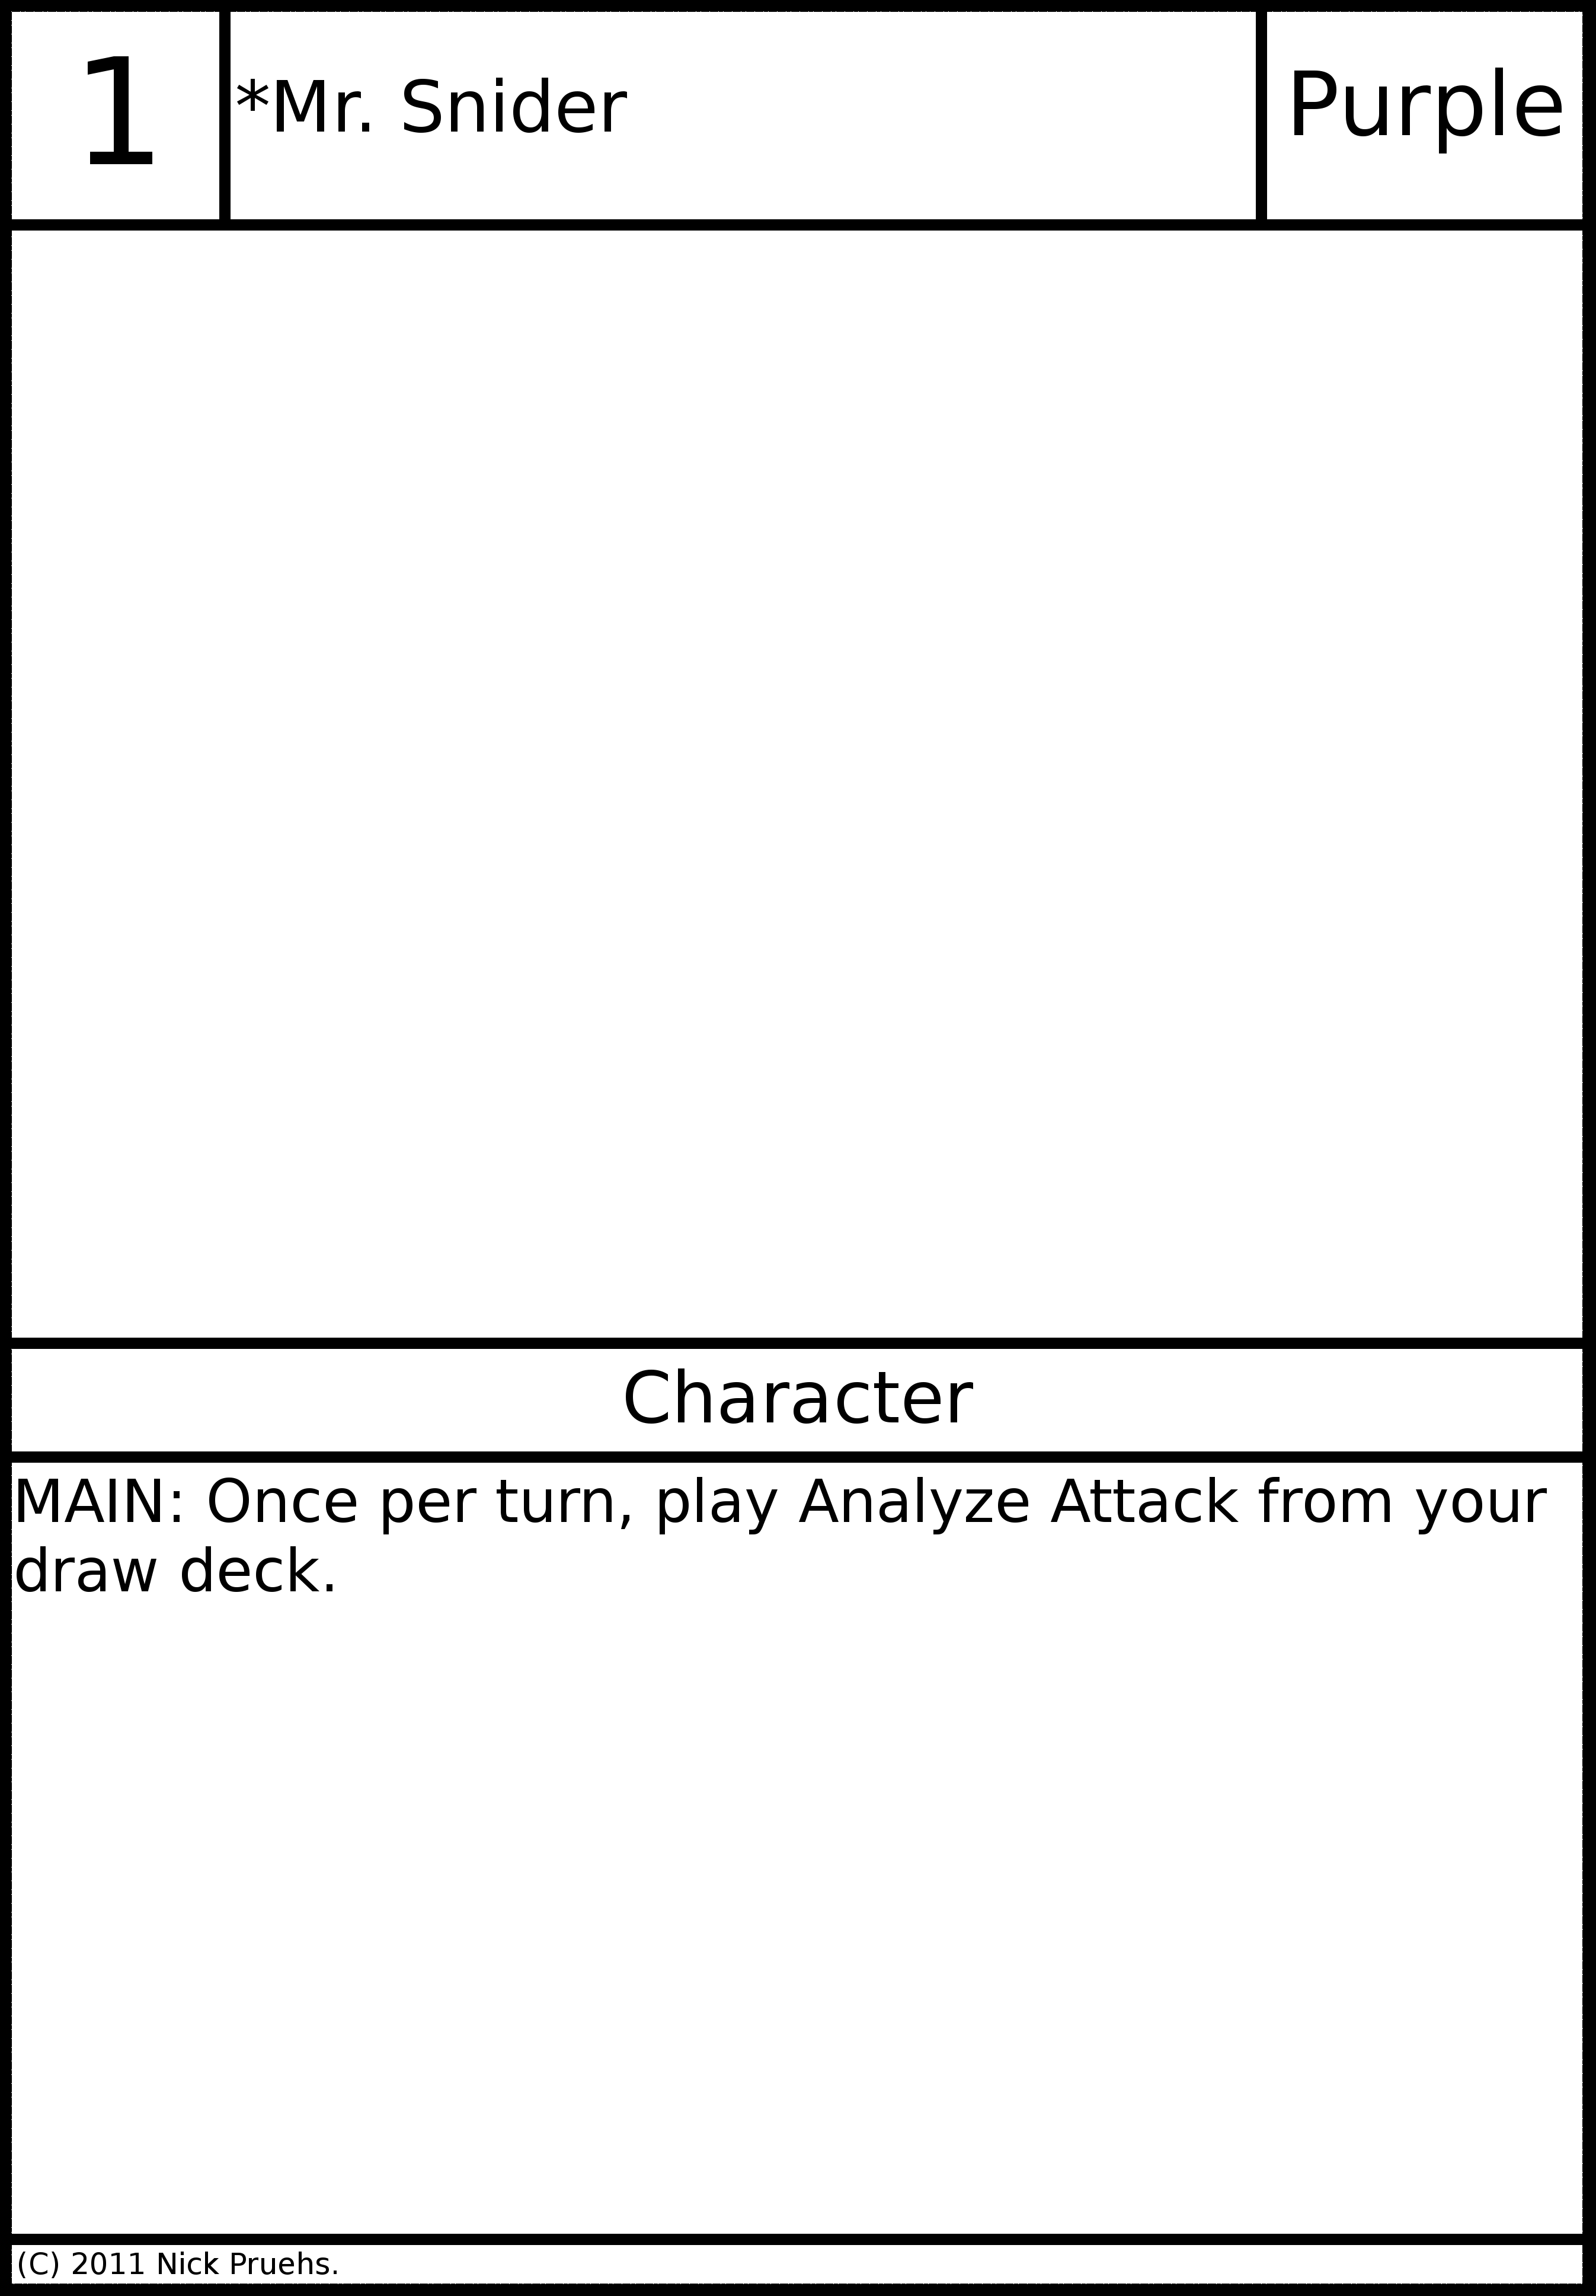 1
*Mr. Snider
Purple
Character
MAIN: Once per turn, play Analyze Attack from your
draw deck.
(C) 2011 Nick Pruehs.